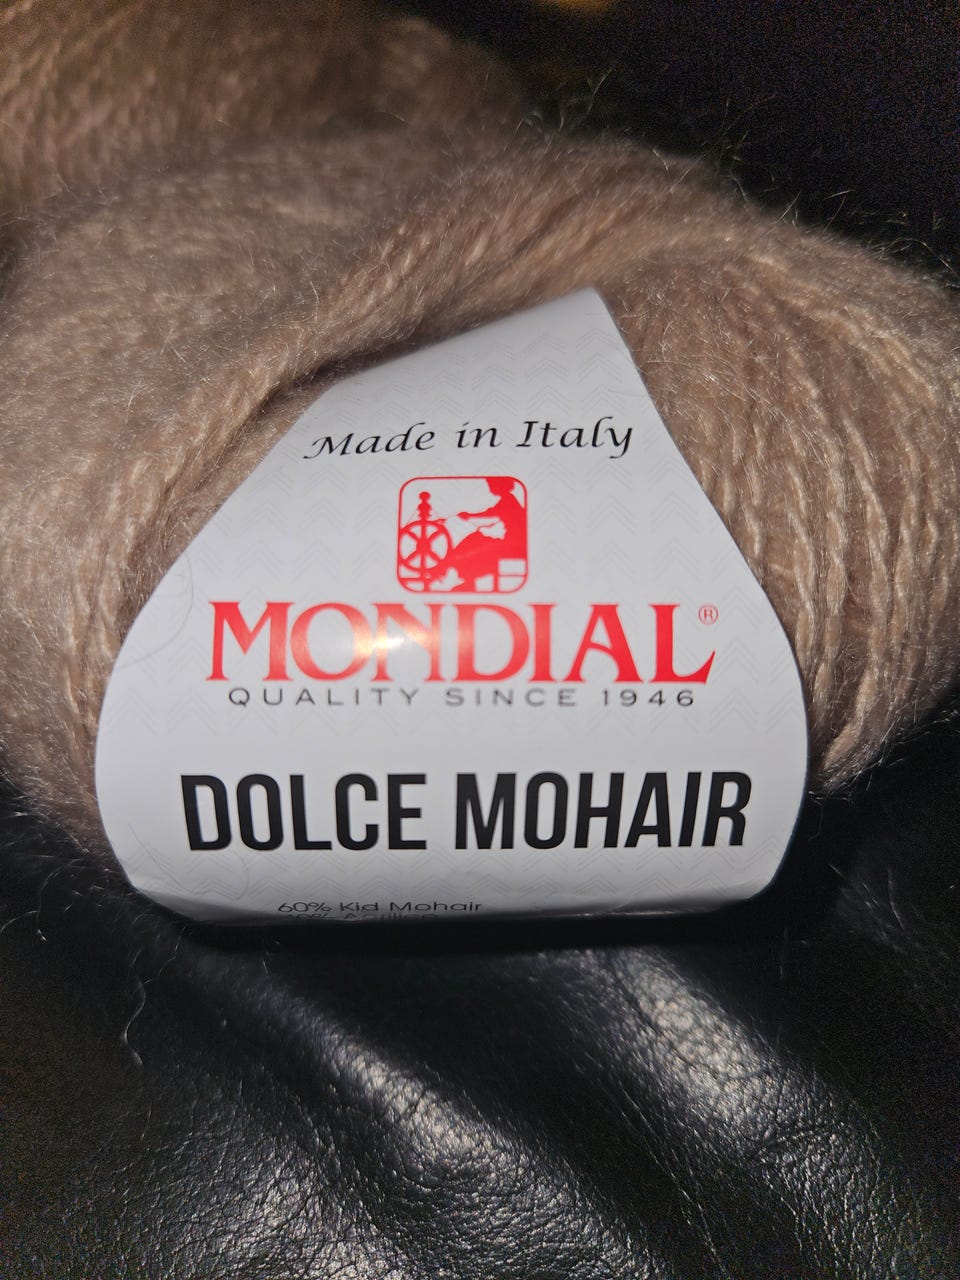 Made in Italy
MONDIAL®
QUALITY SINCE 1946
DOLCE MOHAIR
60% Kid Mohair